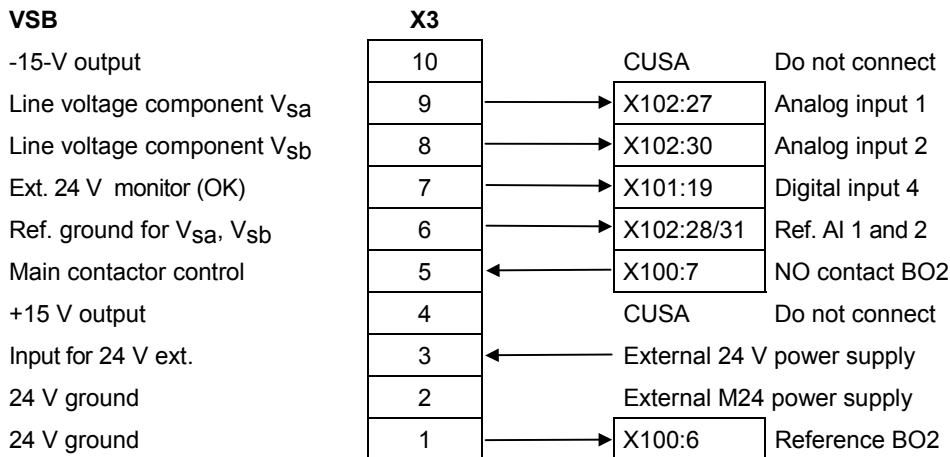 VSB X3
-15-V output 10 CUSA Do not connect
Line voltage component Vsa 9 X102:27 Analog input 1
Line voltage component Vsb 8 X102:30 Analog input 2
Ext. 24 V monitor (OK) 7 X101:19 Digital input 4
Ref. ground for Vsa, Vsb 6 X102:28/31 Ref. AI 1 and 2
Main contactor control 5 X100:7 NO contact BO2
+15 V output 4 CUSA Do not connect
Input for 24 V ext. 3 External 24 V power supply
24 V ground 2 External M24 power supply
24 V ground 1 X100:6 Reference BO2